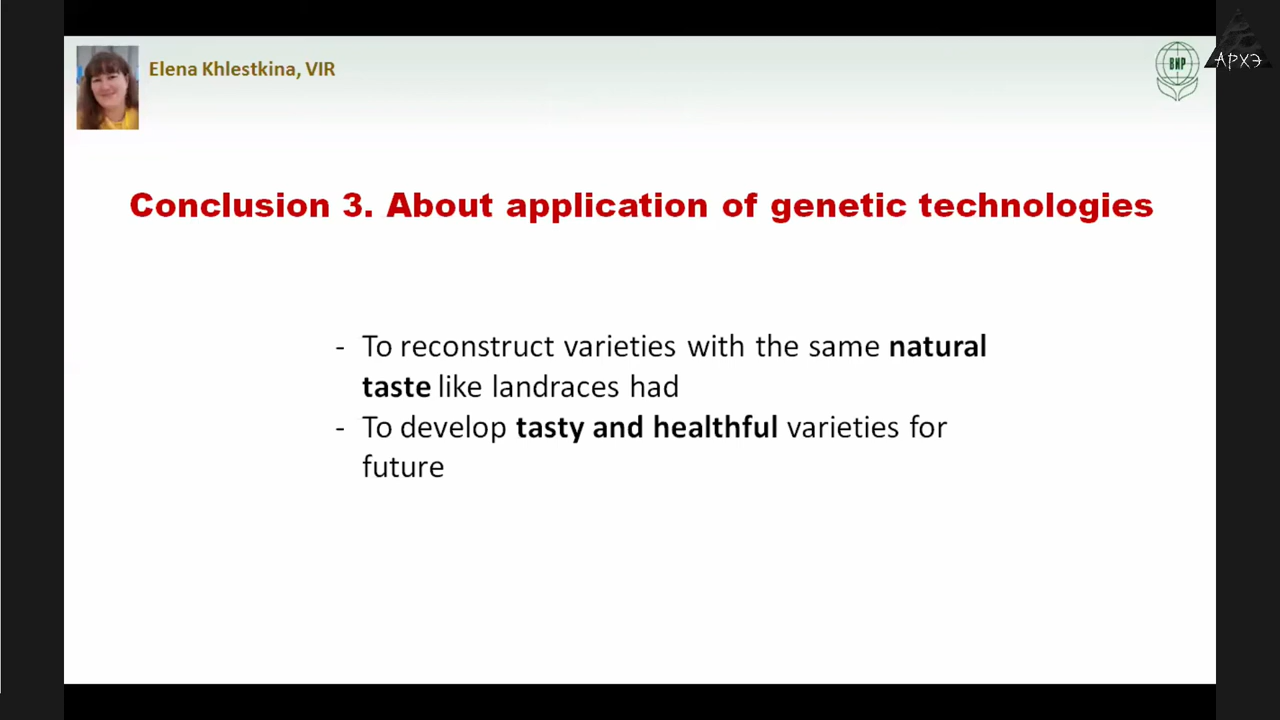 Elena Khlestkina, VIR
ВИР
АРХЭ
Conclusion 3. About application of genetic technologies
- To reconstruct varieties with the same natural
taste like landraces had
- To develop tasty and healthful varieties for
future